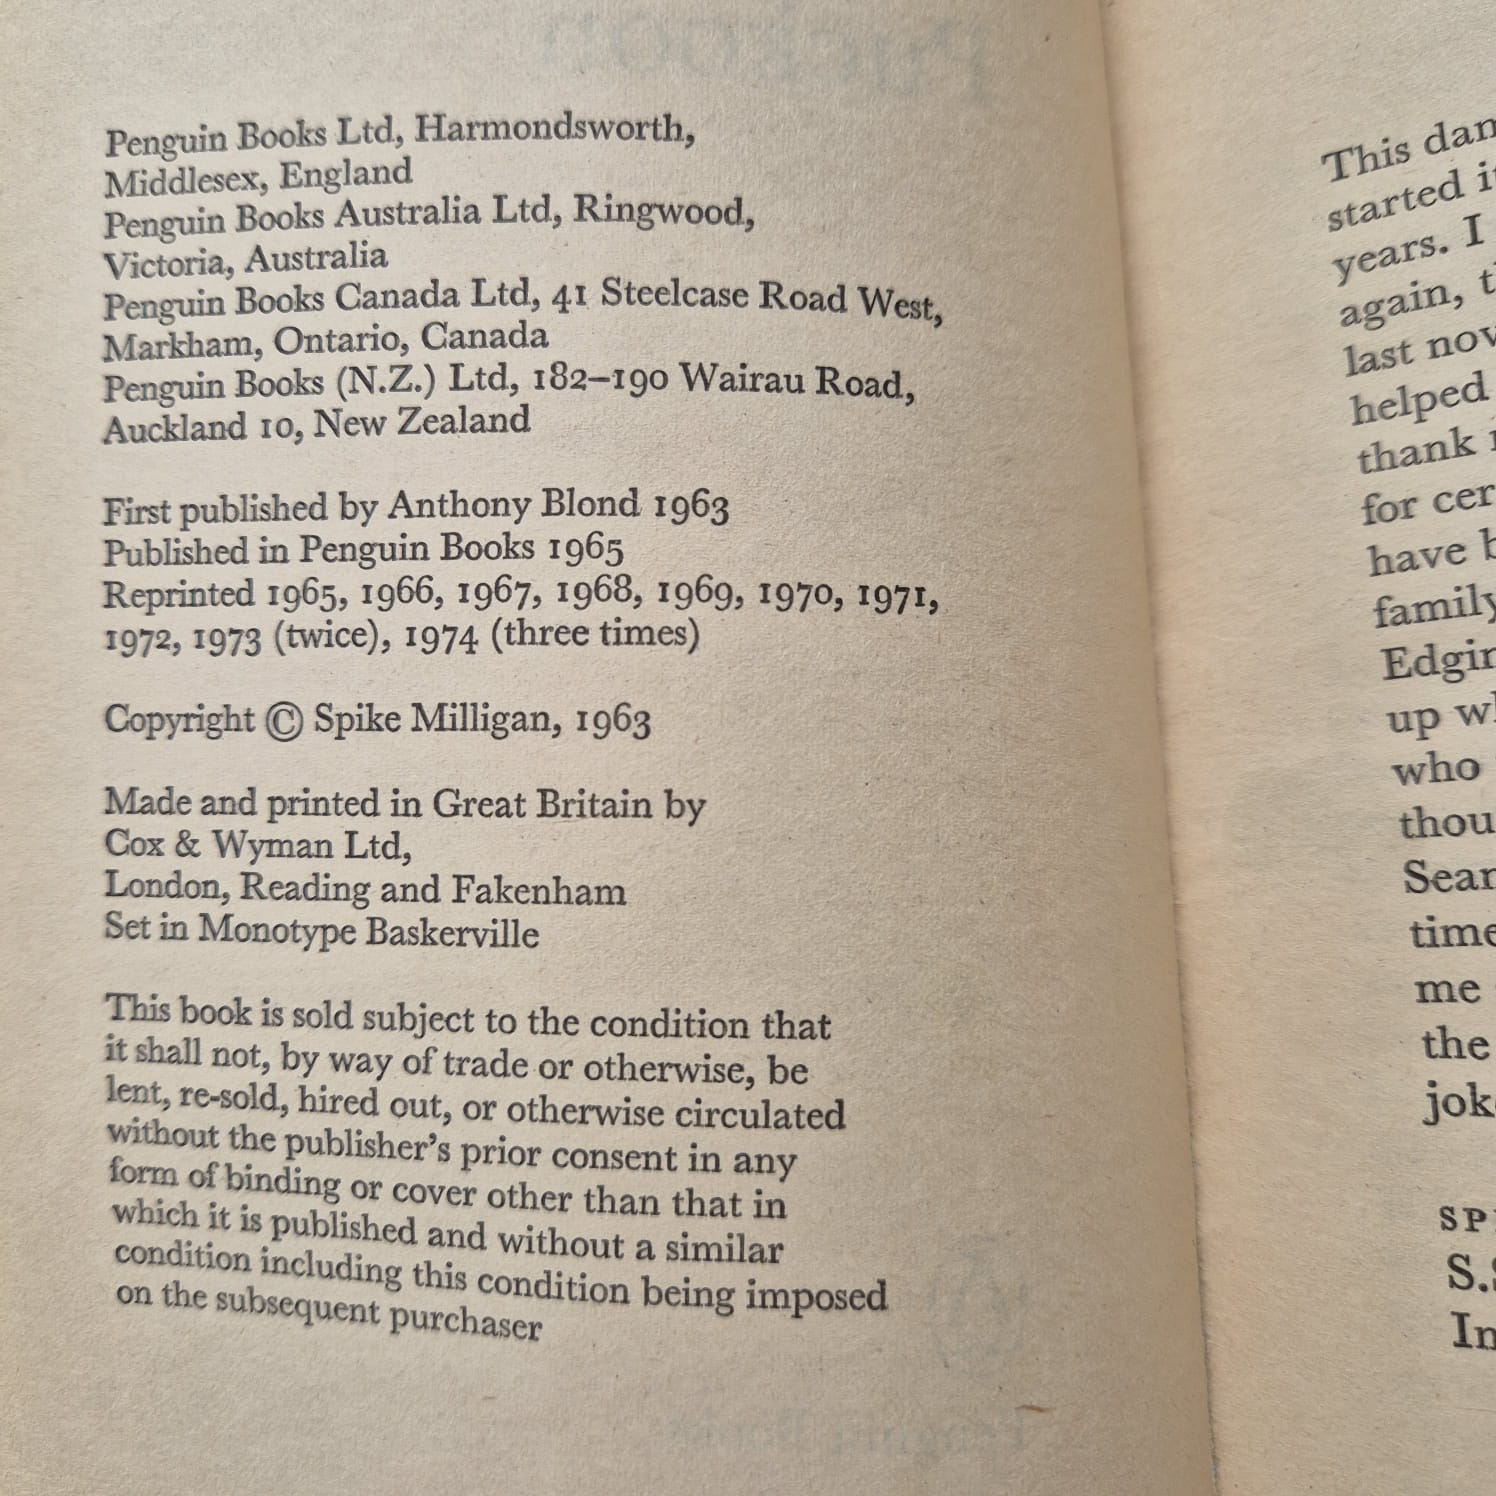 Penguin Books Ltd, Harmondsworth,
Middlesex, England
Penguin Books Australia Ltd, Ringwood,
Victoria, Australia
Penguin Books Canada Ltd, 41 Steelcase Road West,
Markham, Ontario, Canada
Penguin Books (N.Z.) Ltd, 182–190 Wairau Road,
Auckland 10, New Zealand
First published by Anthony Blond 1963
Published in Penguin Books 1965
Reprinted 1965, 1966, 1967, 1968, 1969, 1970, 1971,
1972, 1973 (twice), 1974 (three times)
Copyright © Spike Milligan, 1963
Made and printed in Great Britain by
Cox & Wyman Ltd,
London, Reading and Fakenham
Set in Monotype Baskerville
This book is sold subject to the condition that
it shall not, by way of trade or otherwise, be
lent, re-sold, hired out, or otherwise circulated
without the publisher's prior consent in any
form of binding or cover other than that in
which it is published and without a similar
condition including this condition being imposed
on the subsequent purchaser
This
started
years. I
again,
last
helped
thank
for
have
family
up
who
time
me
the